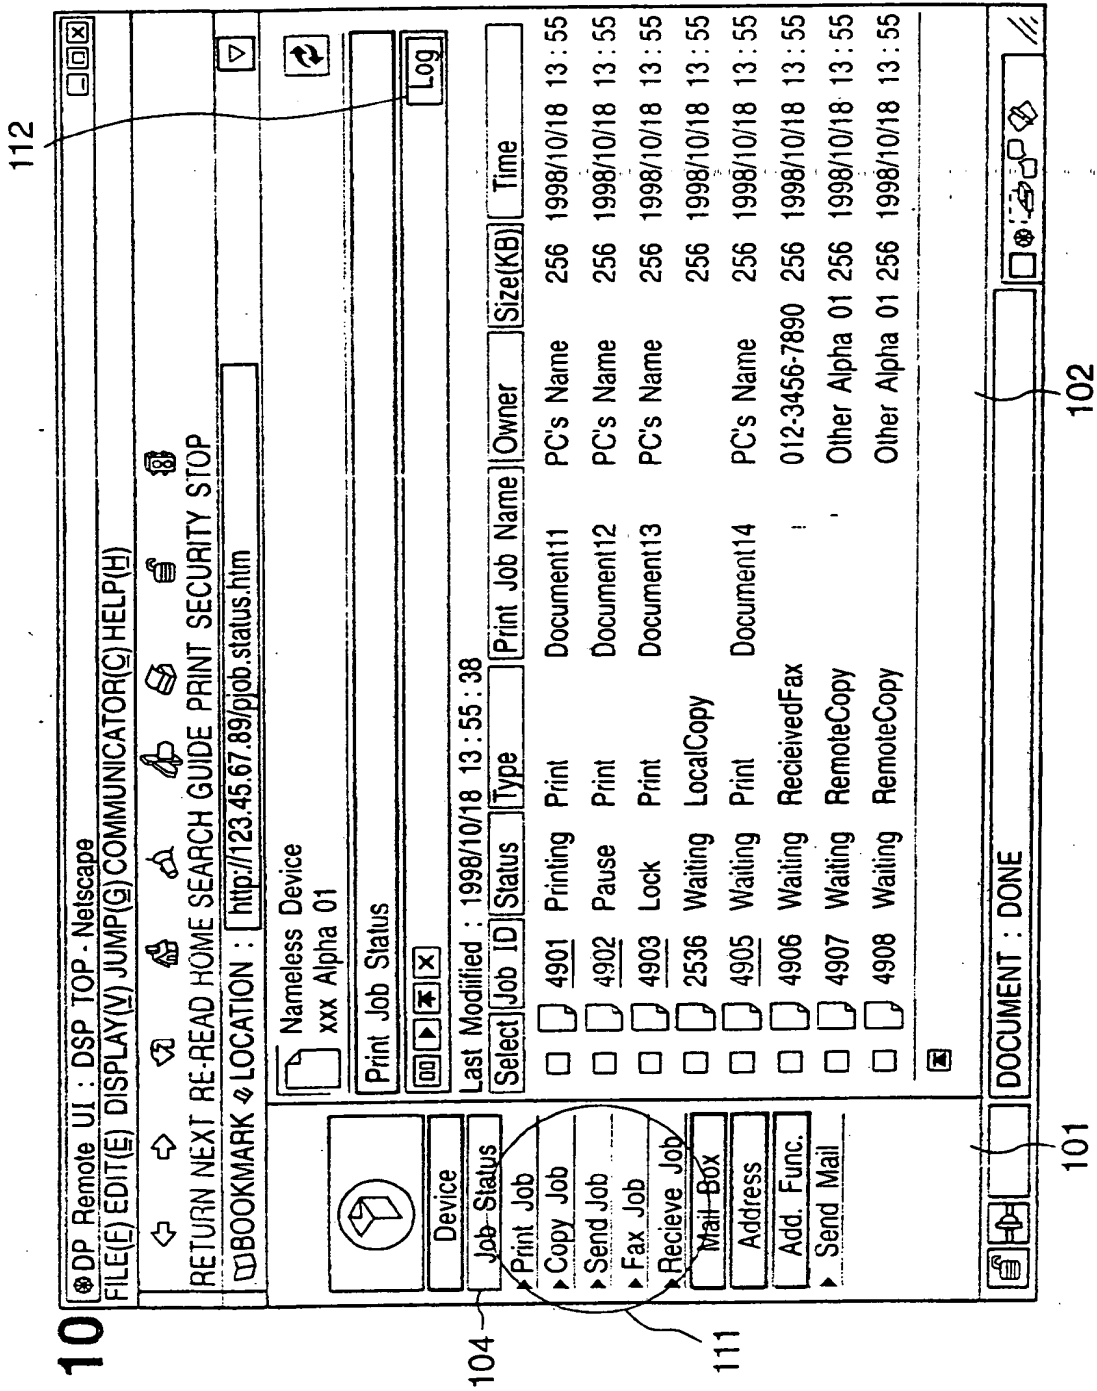 10
112
DP Remote UI : DSP TOP - Netscape
FILE(F) EDIT(E) DISPLAY(V) JUMP(G) COMMUNICATOR(C) HELP(H)
RETURN NEXT RE-READ HOME SEARCH GUIDE PRINT SECURITY STOP
BOOKMARK LOCATION : http://123.45.67.89/pjob.status.htm
Device
Job Status
Print Job
Copy Job
Send Job
Fax Job
Recieve Job
Mail Box
Address
Add. Func.
Send Mail
104
111
Nameless Device
xxx Alpha 01
Print Job Status
Log
Last Modified : 1998/10/18 13:55:38
Select Job ID Status Type Print Job Name Owner Size(KB) Time
4901 Printing Print Document11 PC's Name 256 1998/10/18 13:55
4902 Pause Print Document12 PC's Name 256 1998/10/18 13:55
4903 Lock Print Document13 PC's Name 256 1998/10/18 13:55
2536 Waiting LocalCopy 256 1998/10/18 13:55
4905 Waiting Print Document14 PC's Name 256 1998/10/18 13:55
4906 Waiting RecieivedFax 012-3456-7890 256 1998/10/18 13:55
4907 Waiting RemoteCopy Other Alpha 01 256 1998/10/18 13:55
4908 Waiting RemoteCopy Other Alpha 01 256 1998/10/18 13:55
DOCUMENT : DONE
101
102